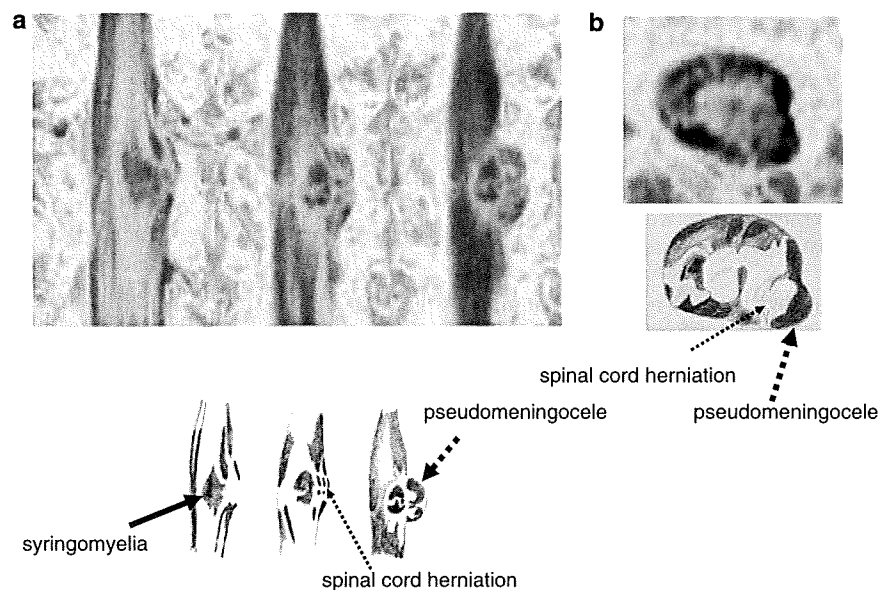 a
b
spinal cord herniation
pseudomeningocele
pseudomeningocele
syringomyelia
spinal cord herniation